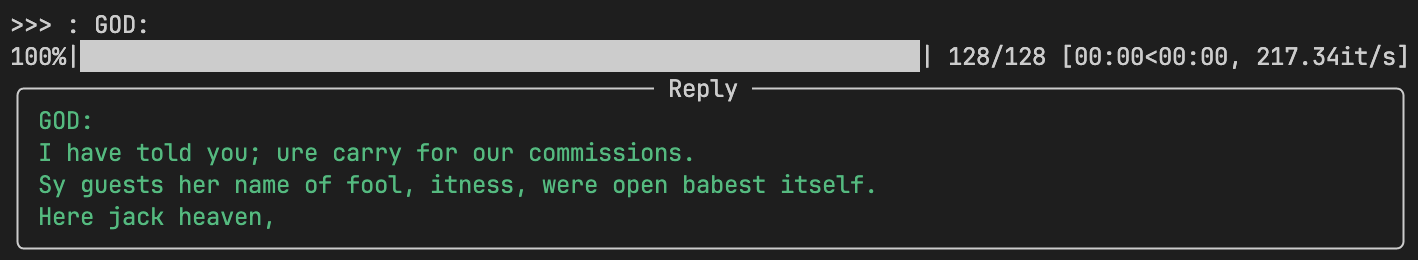 >>> : GOD:
100%| | 128/128 [00:00<00:00, 217.34it/s]
Reply
GOD:
I have told you; ure carry for our commissions.
Sy guests her name of fool, itness, were open babest itself.
Here jack heaven,